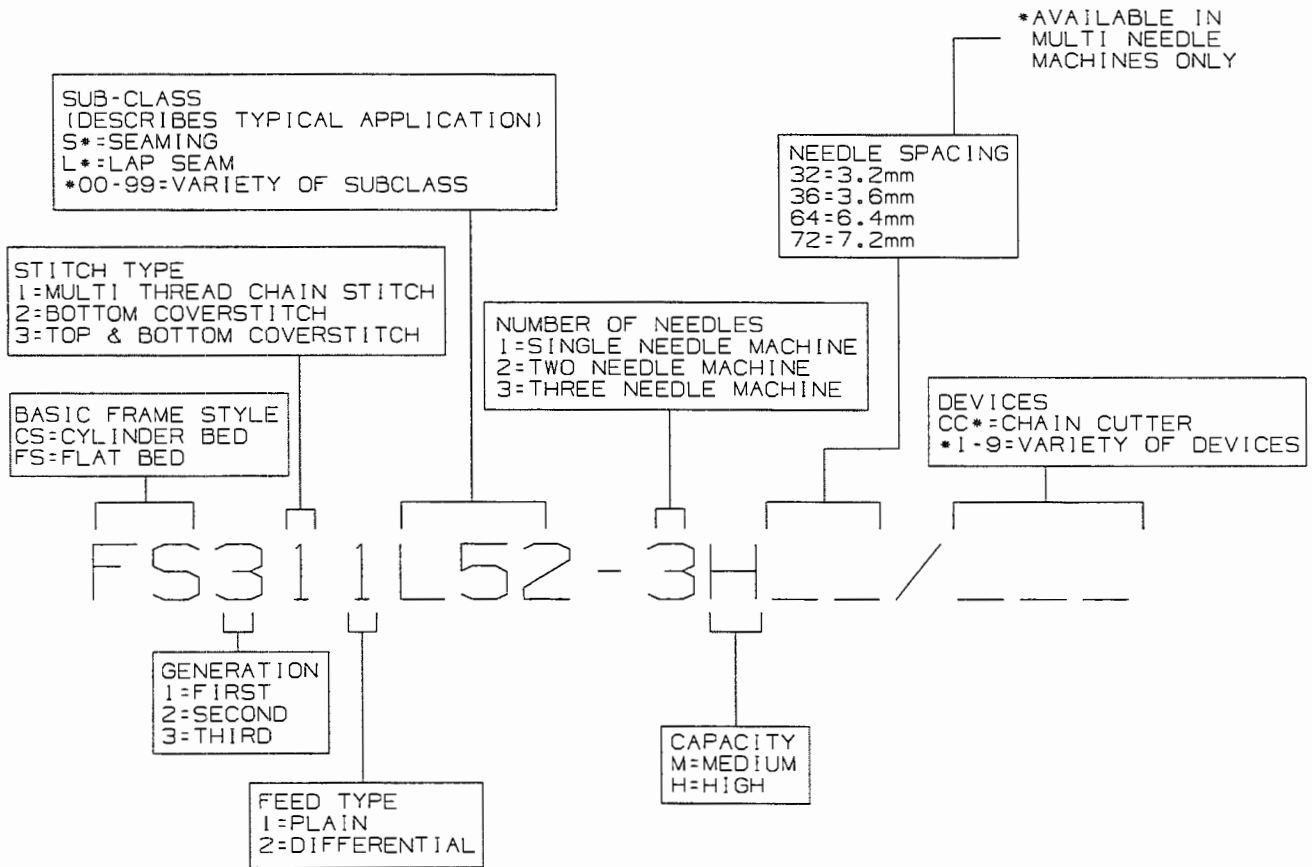 *AVAILABLE IN
MULTI NEEDLE
MACHINES ONLY
SUB-CLASS
(DESCRIBES TYPICAL APPLICATION)
S*=SEAMING
L*=LAP SEAM
*00-99=VARIETY OF SUBCLASS
NEEDLE SPACING
32=3.2mm
36=3.6mm
64=6.4mm
72=7.2mm
STITCH TYPE
1=MULTI THREAD CHAIN STITCH
2=BOTTOM COVERSTITCH
3=TOP & BOTTOM COVERSTITCH
NUMBER OF NEEDLES
1=SINGLE NEEDLE MACHINE
2=TWO NEEDLE MACHINE
3=THREE NEEDLE MACHINE
BASIC FRAME STYLE
CS=CYLINDER BED
FS=FLAT BED
DEVICES
CC*=CHAIN CUTTER
*1-9=VARIETY OF DEVICES
FS311L52-3H__/___
GENERATION
1=FIRST
2=SECOND
3=THIRD
CAPACITY
M=MEDIUM
H=HIGH
FEED TYPE
1=PLAIN
2=DIFFERENTIAL